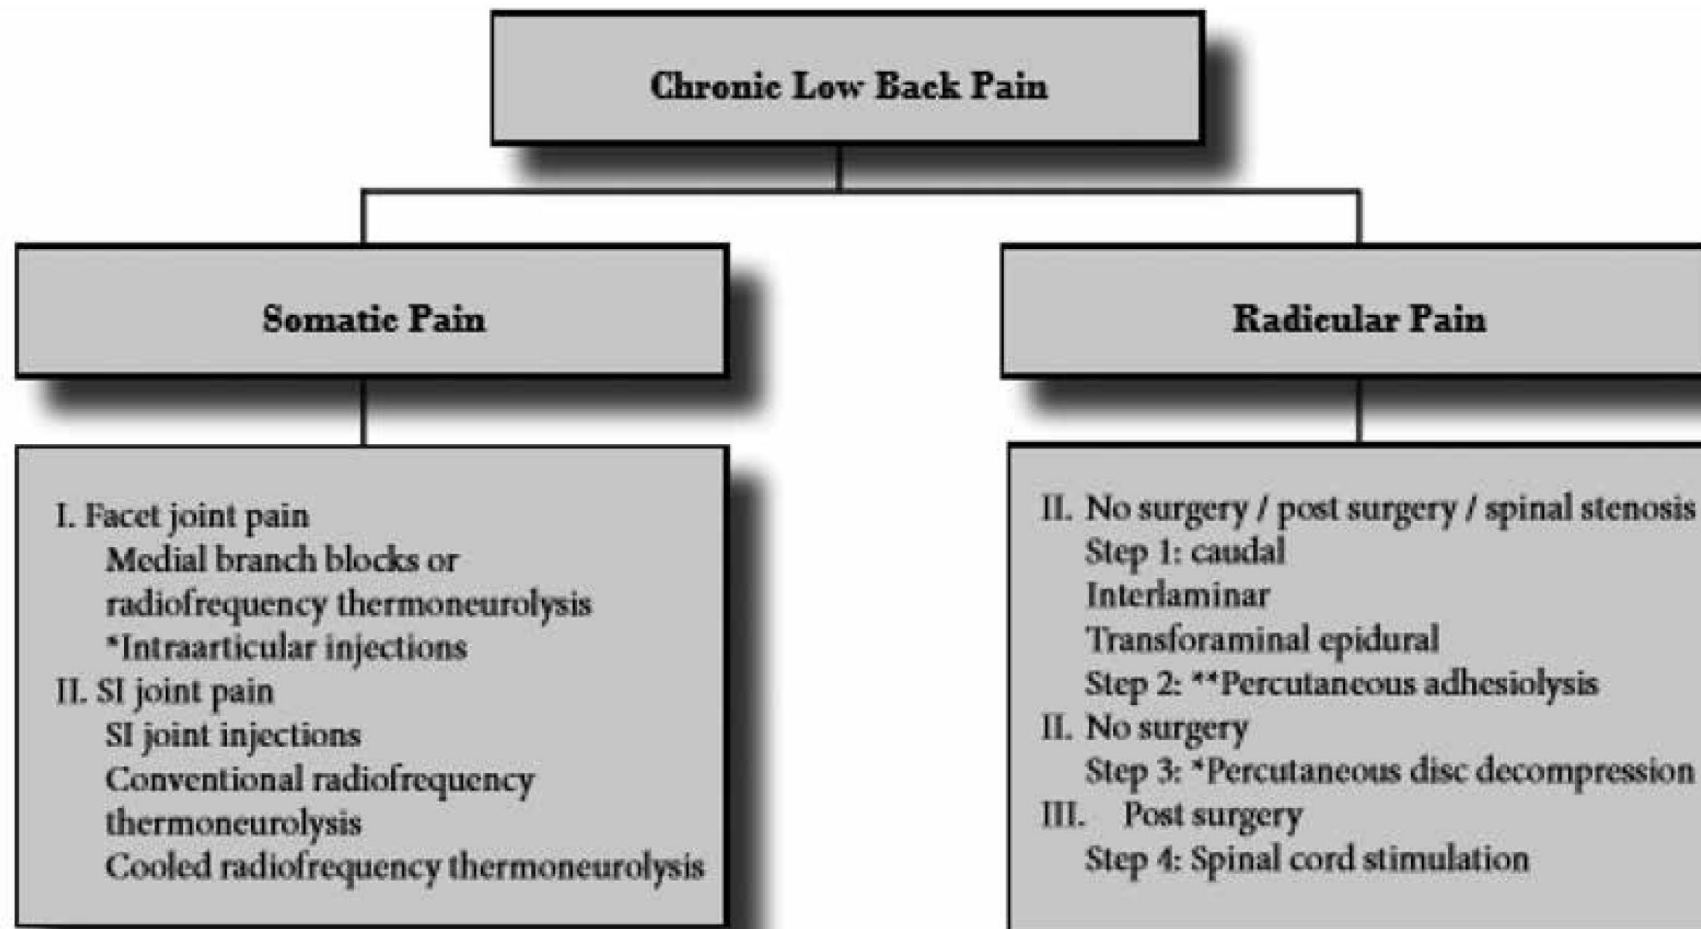 Chronic Low Back Pain
Somatic Pain
Radicular Pain
I. Facet joint pain
Medial branch blocks or
radiofrequency thermoneurolysis
*Intraarticular injections
II. SI joint pain
SI joint injections
Conventional radiofrequency
thermoneurolysis
Cooled radiofrequency thermoneurolysis
II. No surgery / post surgery / spinal stenosis
Step 1: caudal
Interlaminar
Transforaminal epidural
Step 2: **Percutaneous adhesiolysis
II. No surgery
Step 3: *Percutaneous disc decompression
III. Post surgery
Step 4: Spinal cord stimulation